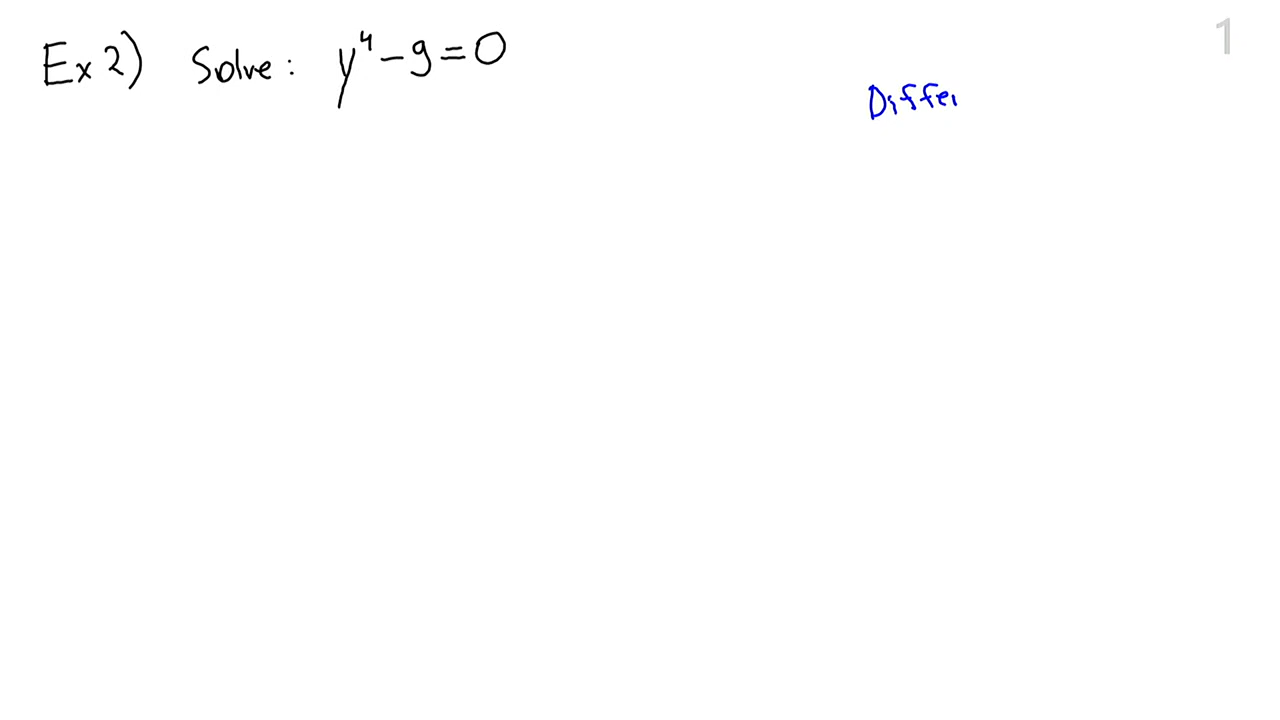 Ex 2) Solve: y⁴ - 9 = 0
1
Differ